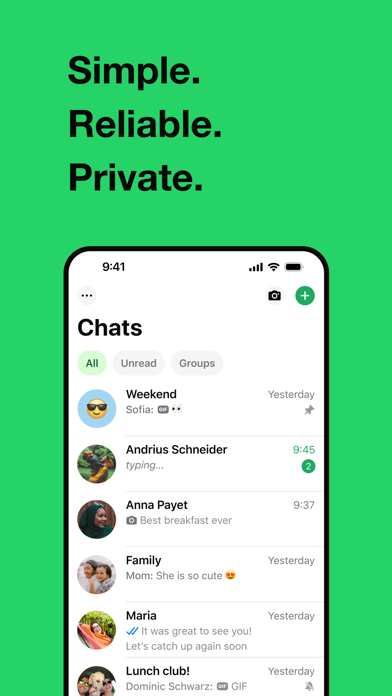 Simple.
Reliable.
Private.
9:41
Chats
All Unread Groups
Weekend Yesterday
Sofia: GIF 👀
Andrius Schneider 9:45
typing... 2
Anna Payet 9:37
Best breakfast ever
Family Yesterday
Mom: She is so cute 😍
Maria Yesterday
It was great to see you!
Let's catch up again soon
Lunch club! Yesterday
Dominic Schwarz: GIF GIF